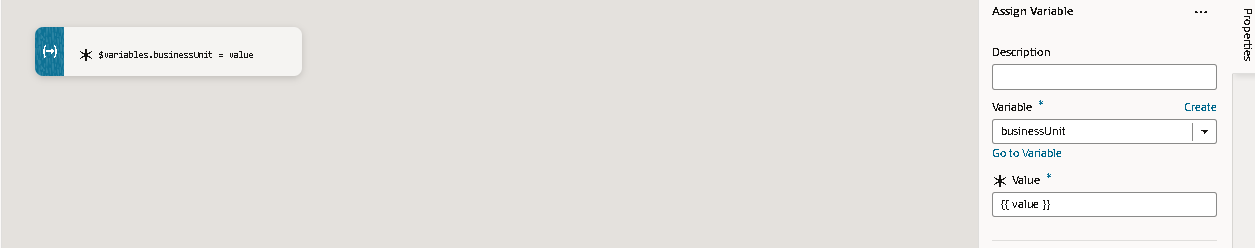 $variables.businessUnit = value
Assign Variable
Description
Variable *
Create
businessUnit
Go to Variable
Value *
{{ value }}
Properties